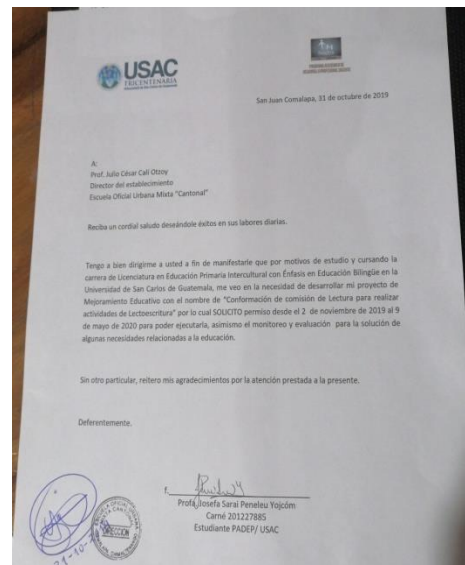 USAC
TRICENTENARIA
San Juan Comalapa, 31 de octubre de 2019
A:
Prof. Julio César Calí Otzoy
Director del establecimiento
Escuela Oficial Urbana Mixta "Cantonal"
Reciba un cordial saludo deseándole éxitos en sus labores diarias.
Tengo a bien dirigirme a usted a fin de manifestarle que por motivos de estudio y cursando la
carrera de Licenciatura en Educación Primaria Intercultural con Énfasis en Educación Bilingüe en la
Universidad de San Carlos de Guatemala, me veo en la necesidad de desarrollar mi proyecto de
Mejoramiento Educativo con el nombre de "Conformación de comisión de Lectura para realizar
actividades de Lectoescritura" por lo cual SOLICITO permiso desde el 2 de noviembre de 2019 al 9
de mayo de 2020 para poder ejecutarla, asimismo el monitoreo y evaluación para la solución de
algunas necesidades relacionadas a la educación.
Sin otro particular, reitero mis agradecimientos por la atención prestada a la presente.
Deferentemente.
f.
Profa. Josefa Sarai Peneleu Yojcóm
Carné 201227885
Estudiante PADEP/ USAC
DIRECCION